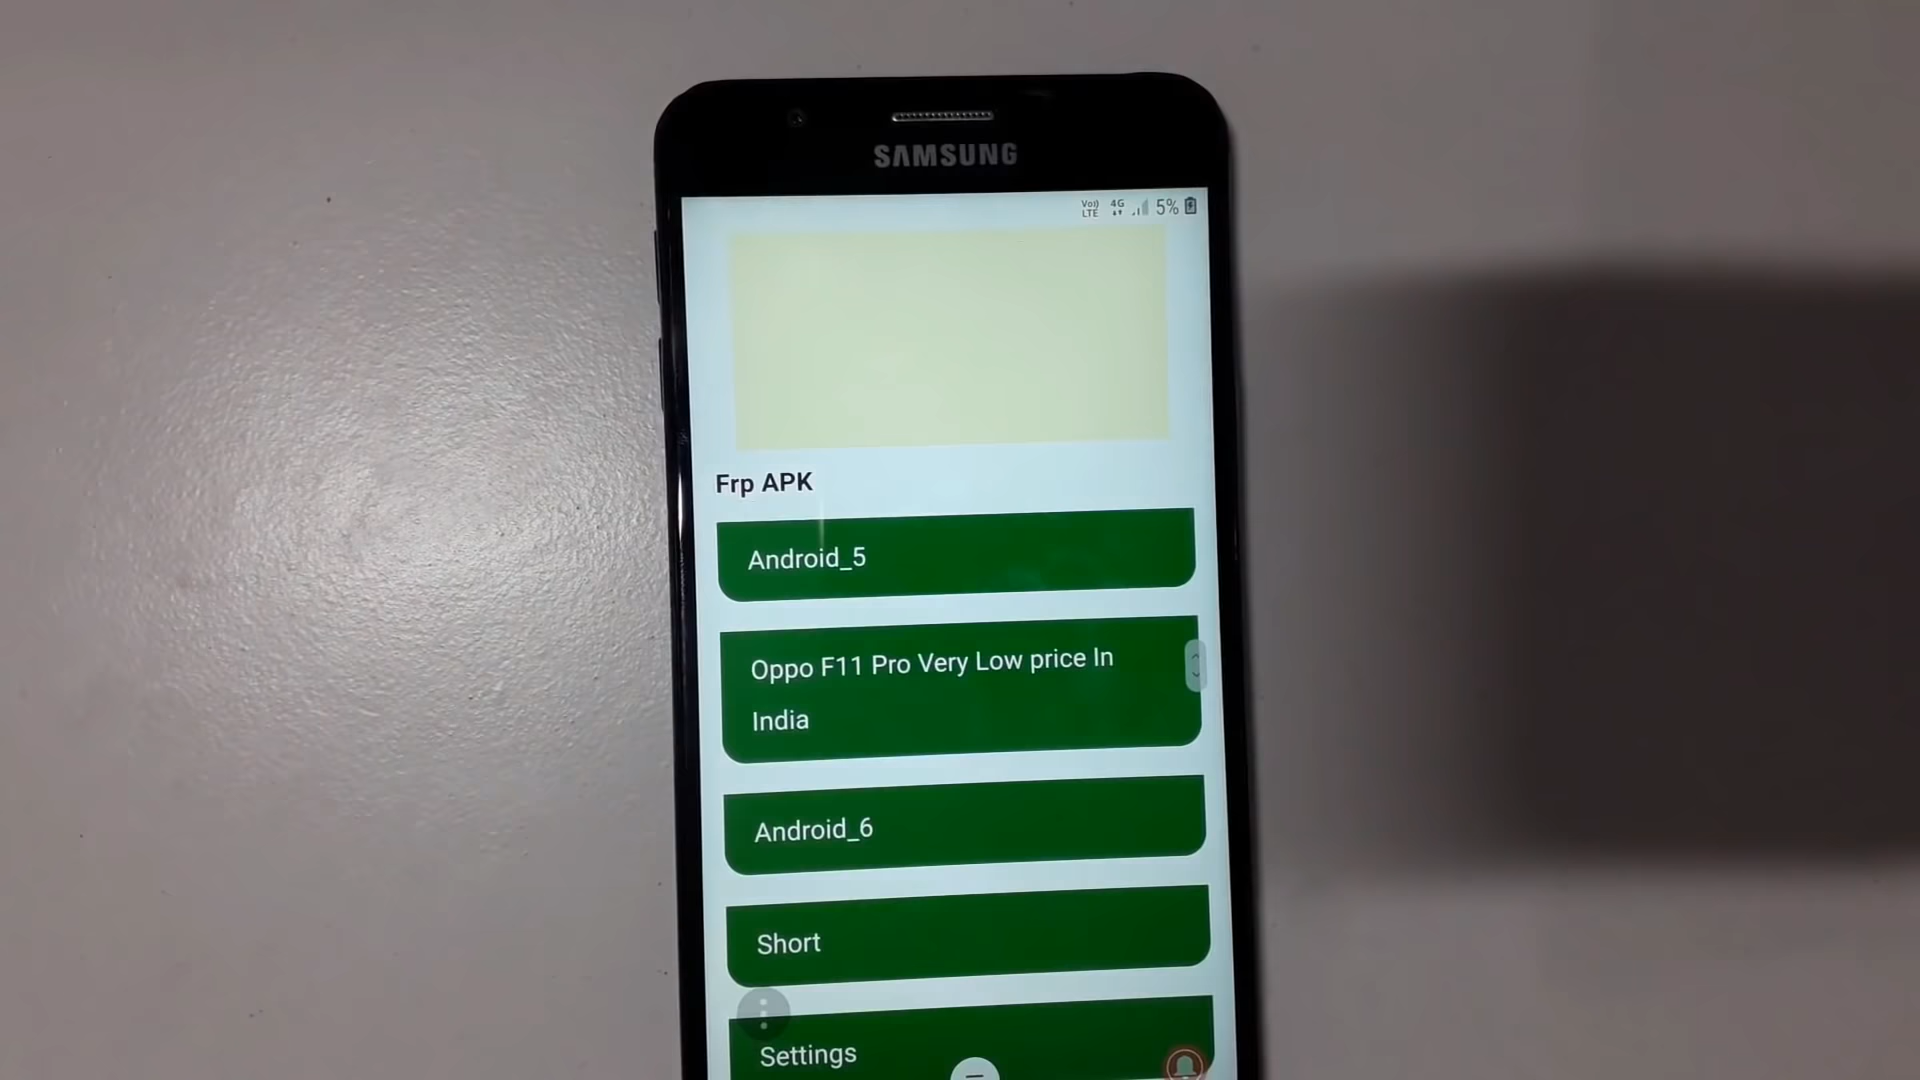 SAMSUNG
Vo)) LTE 4G 5%
Frp APK
Android_5
Oppo F11 Pro Very Low price In
India
Android_6
Short
Settings